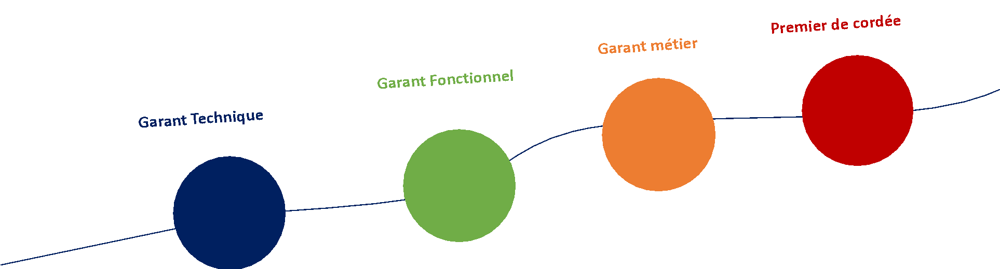 Garant Technique
Garant Fonctionnel
Garant métier
Premier de cordée